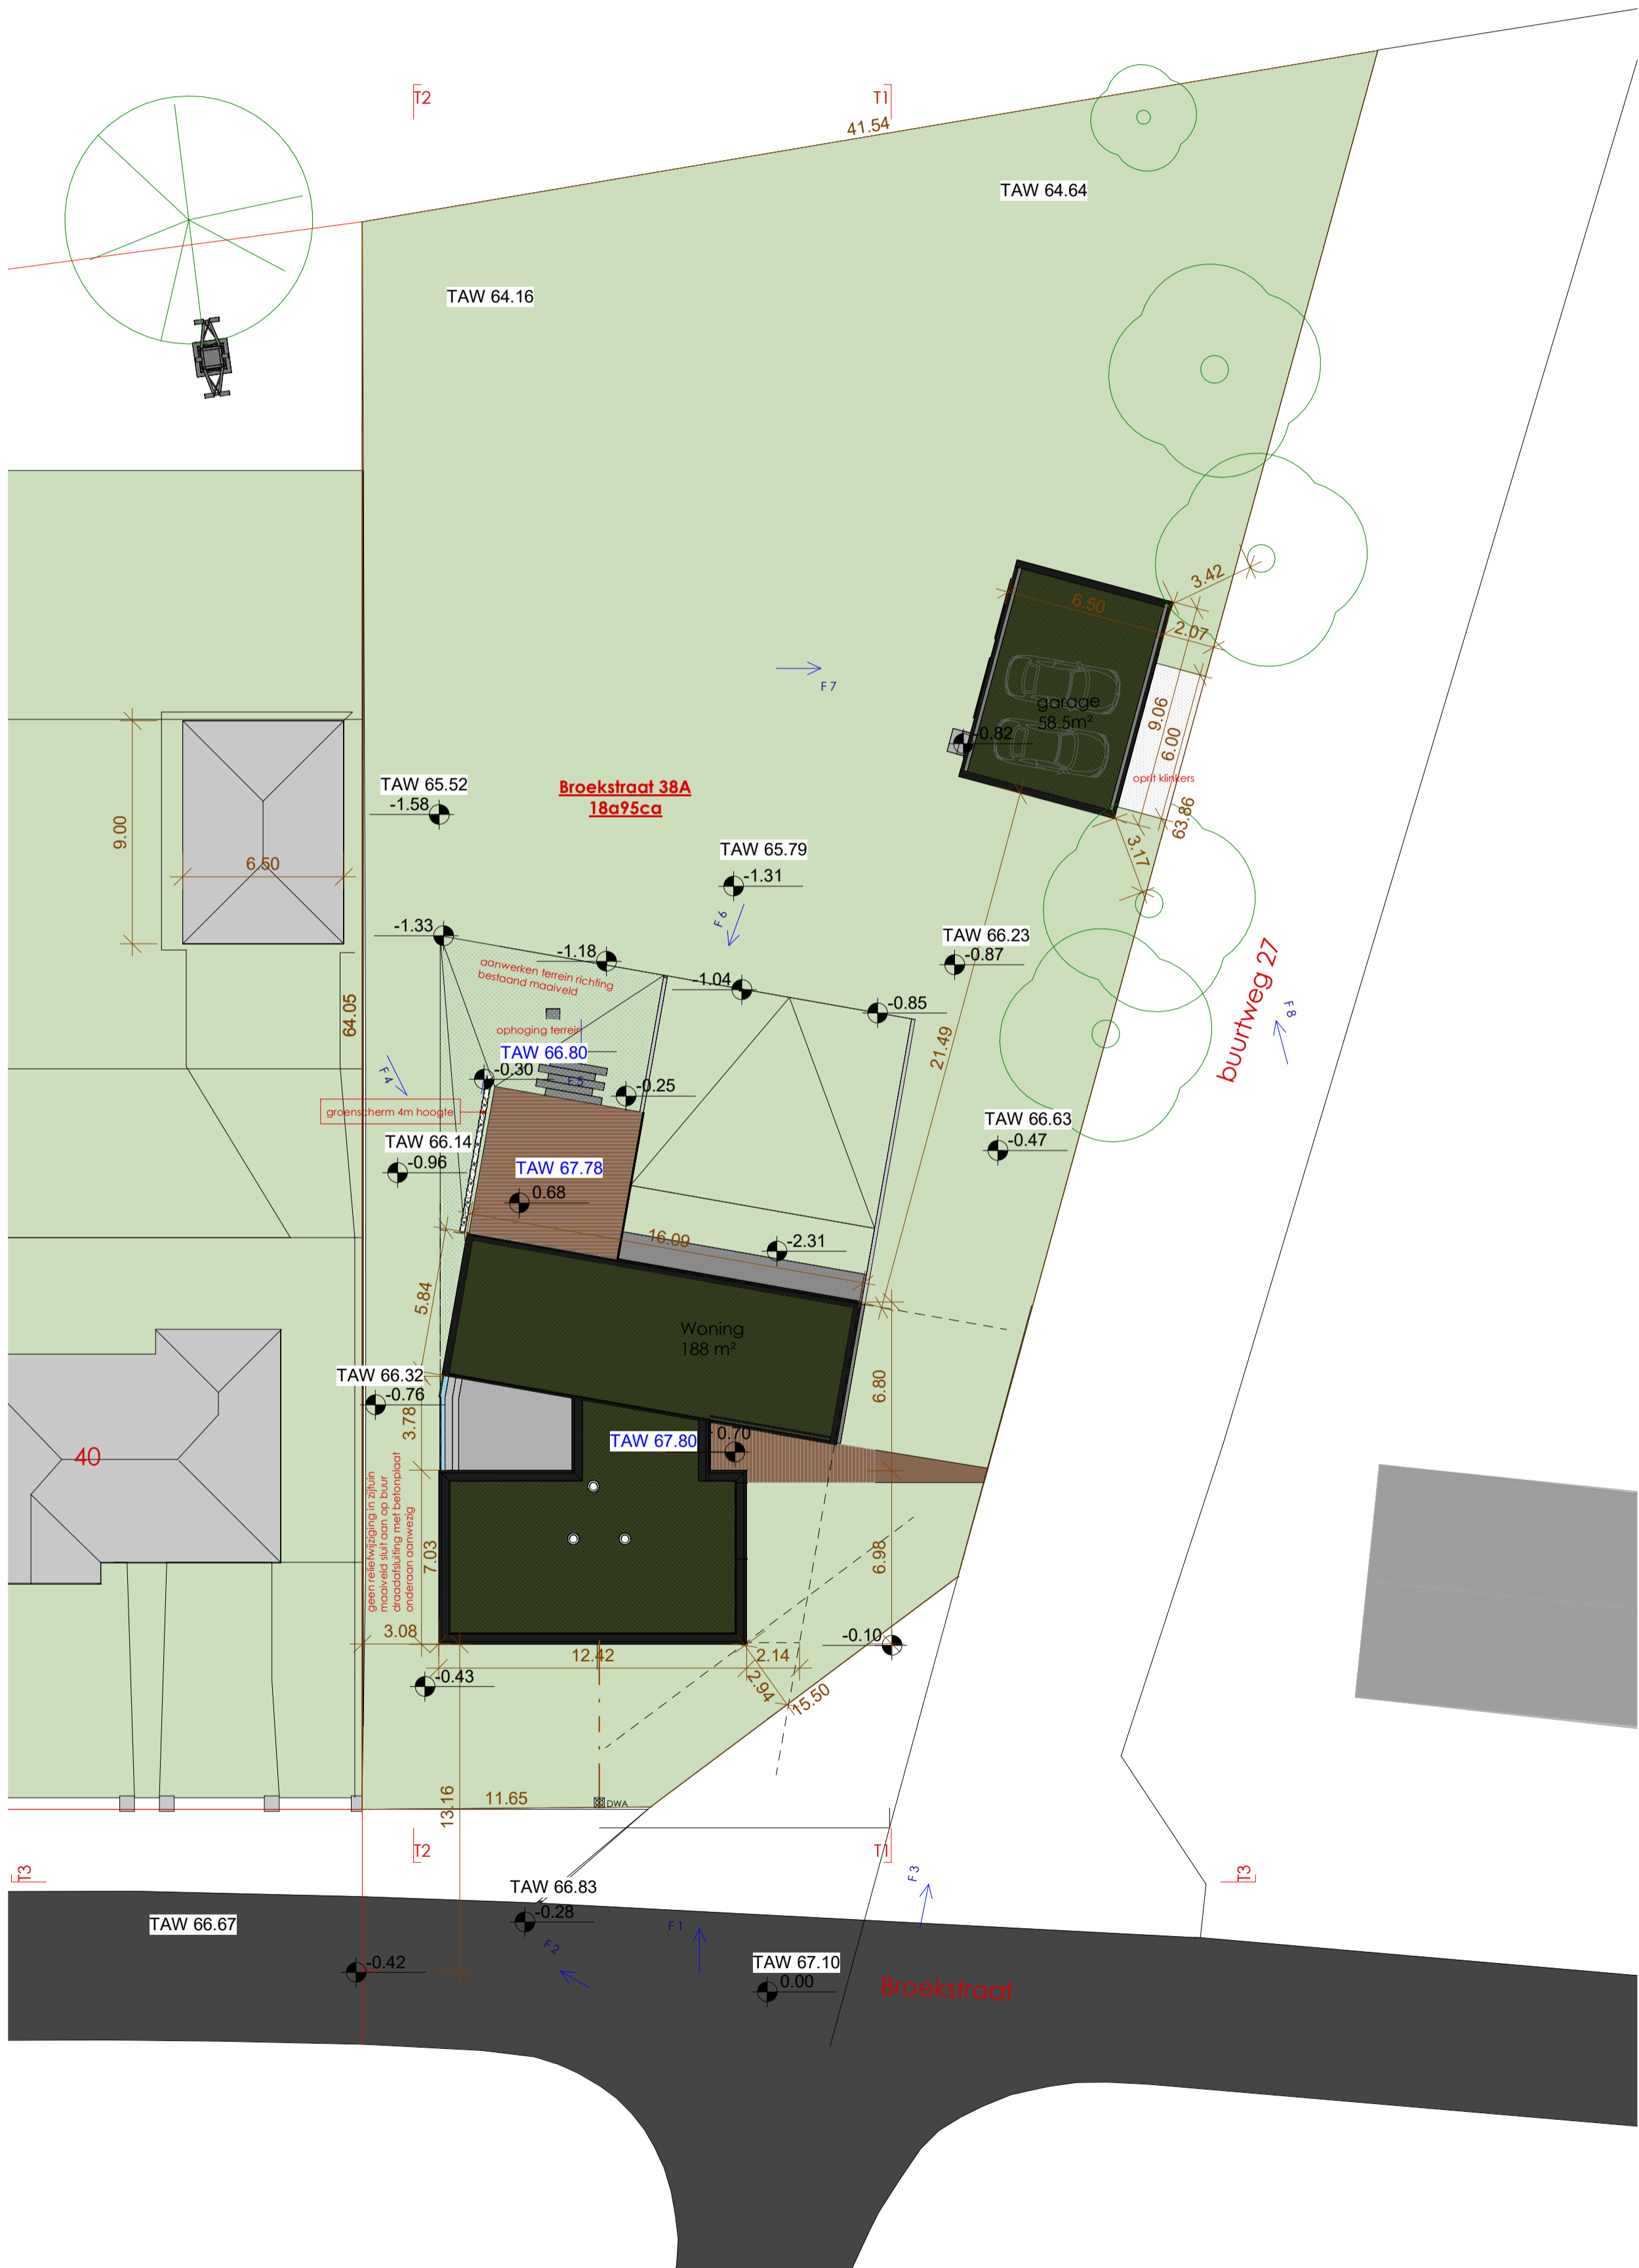 T2
T1
41.54
TAW 64.64
TAW 64.16
3.42
6.50
2.07
F 7
garage
58.5m²
9.06
6.00
-0.82
oprit klinkers
63.86
TAW 65.52
-1.58
Broekstraat 38A
18a95ca
9.00
6.50
3.17
TAW 65.79
-1.31
F 6
-1.33
TAW 66.23
-0.87
-1.18
aanwerken terrein richting
bestaand maaiveld
-1.04
-0.85
64.05
buurtweg 27
F 8
ophoging terrein
TAW 66.80
21.49
-0.30
F 5
F 4
-0.25
groenscherm 4m hoogte
TAW 66.63
-0.47
TAW 66.14
-0.96
TAW 67.78
0.68
16.09
-2.31
5.84
Woning
188 m²
TAW 66.32
-0.76
6.80
3.78
TAW 67.80
0.70
40
geen reliëfwijziging in zijtuin
maaiveld sluit aan op buur
draadafsluiting met betonplaat
onderaan aanwezig
7.03
6.98
3.08
-0.10
12.42
2.14
-0.43
2.94
15.50
13.16
11.65
DWA
T2
T1
T3
T3
F 3
TAW 66.83
-0.28
TAW 66.67
F 1
F 2
-0.42
TAW 67.10
0.00
Broekstraat